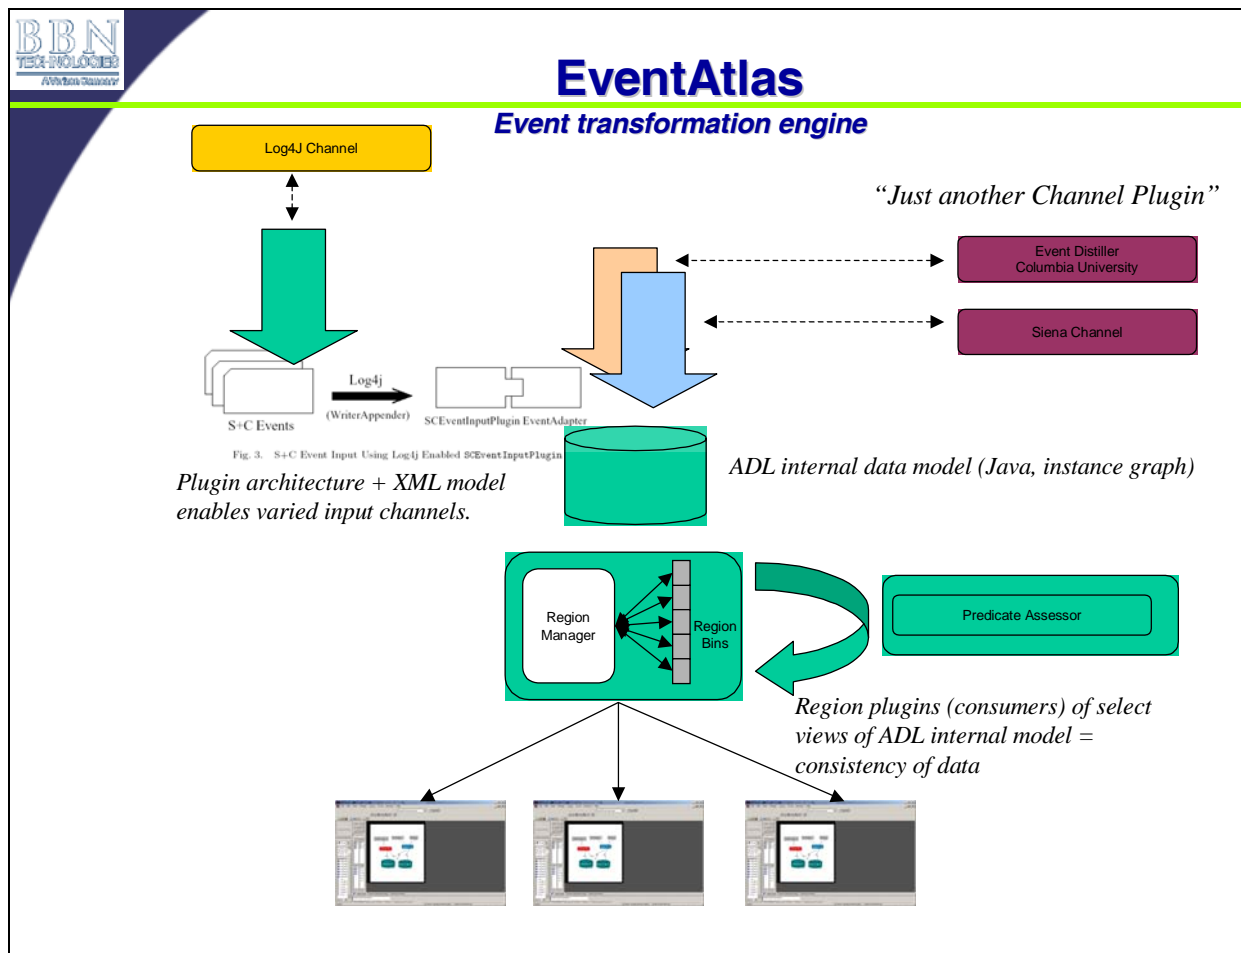 BBN
TECHNOLOGIES
A Verizon Company
EventAtlas
Event transformation engine
Log4J Channel
“Just another Channel Plugin”
Event Distiller
Columbia University
Siena Channel
Log4j
(WriterAppender)
S+C Events
SCEventInputPlugin EventAdapter
Fig. 3. S+C Event Input Using Log4j Enabled SCEventInputPlugin
Plugin architecture + XML model
enables varied input channels.
ADL internal data model (Java, instance graph)
Region
Manager
Region
Bins
Predicate Assessor
Region plugins (consumers) of select
views of ADL internal model =
consistency of data